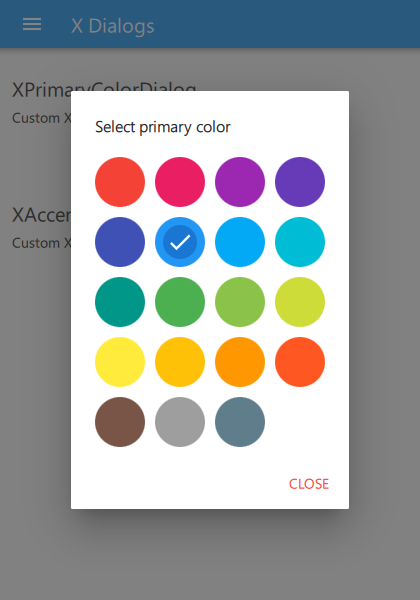 X Dialogs
XPrimaryColorDialog
Custom X
Select primary color
XAccen
Custom X
CLOSE